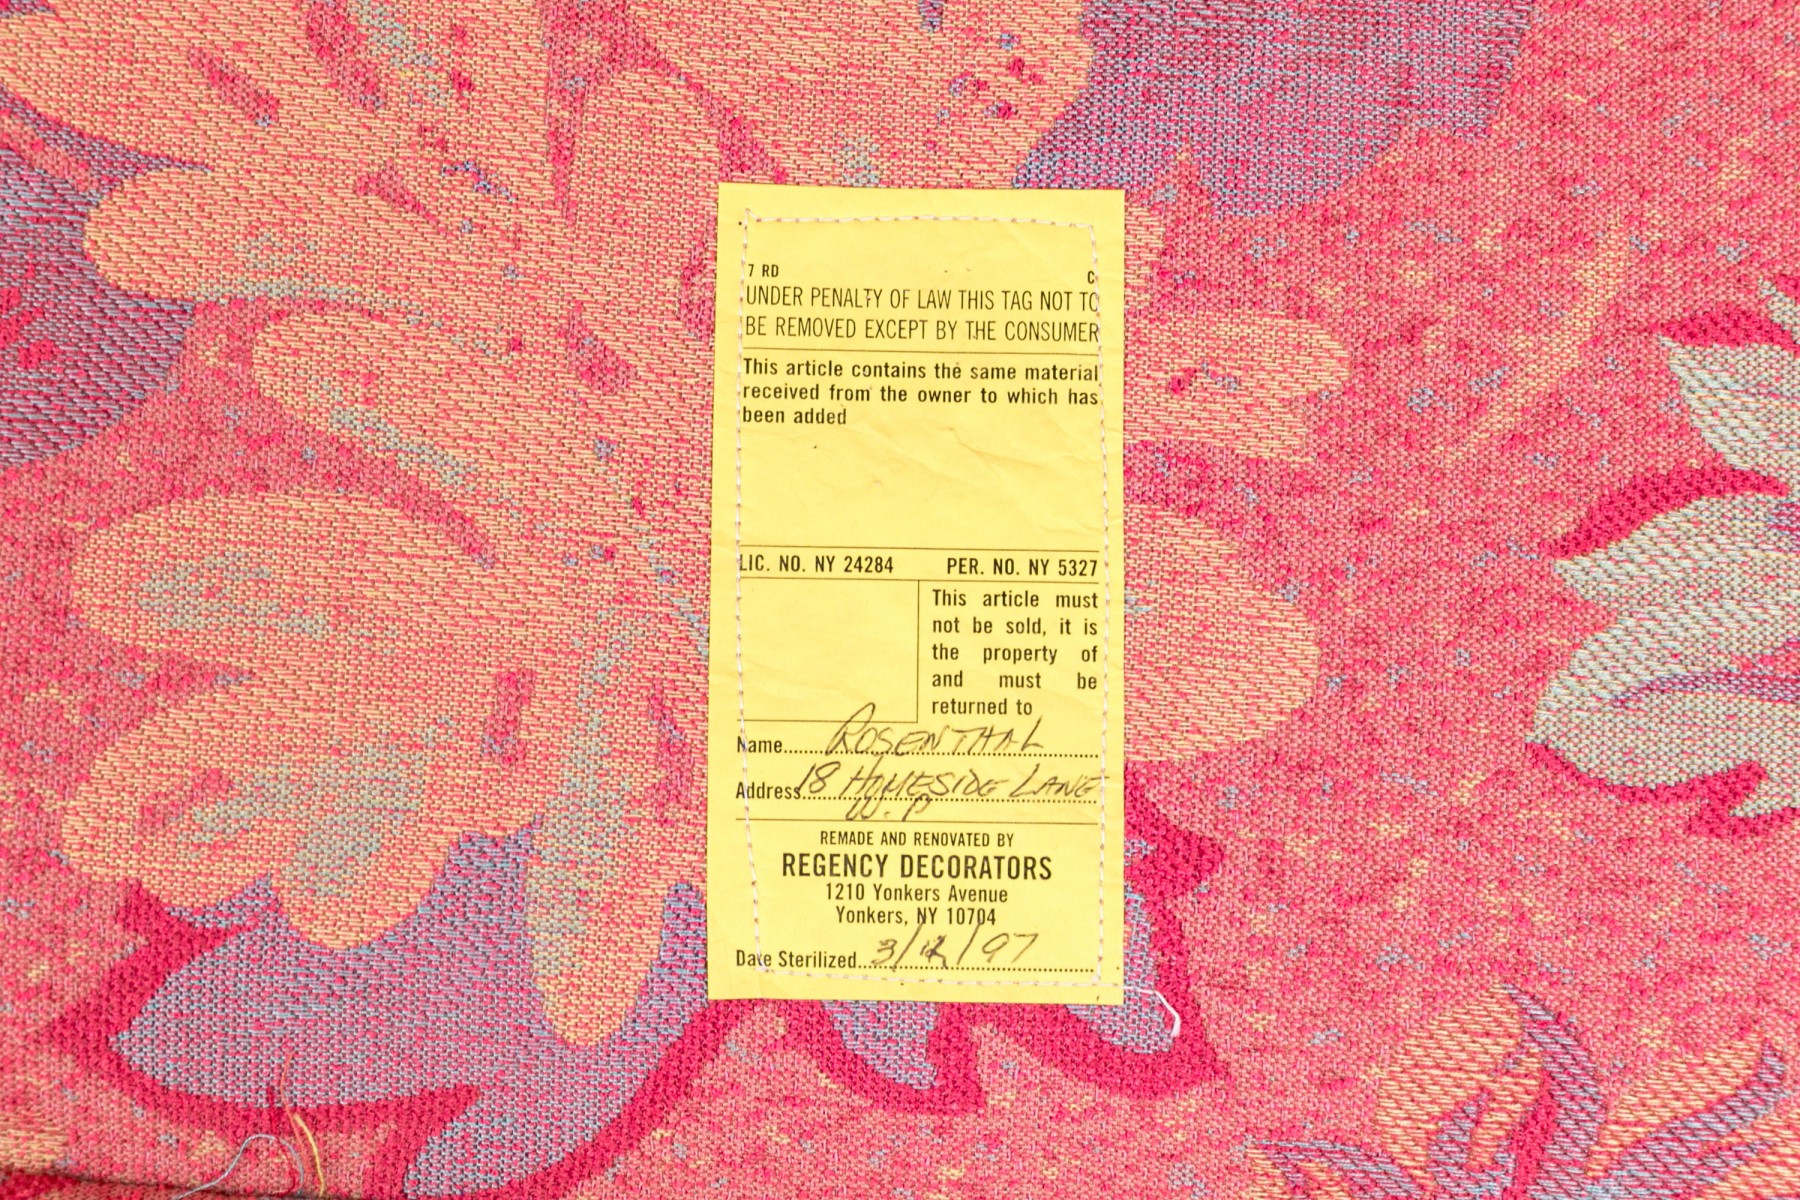 7 RD C
UNDER PENALTY OF LAW THIS TAG NOT TO
BE REMOVED EXCEPT BY THE CONSUMER
This article contains the same material
received from the owner to which has
been added
LIC. NO. NY 24284 PER. NO. NY 5327
This article must
not be sold, it is
the property of
and must be
returned to
Name ROSENTHAL
Address 18 HOMESIDE LANE
W.P
REMADE AND RENOVATED BY
REGENCY DECORATORS
1210 Yonkers Avenue
Yonkers, NY 10704
Date Sterilized 3/12/97